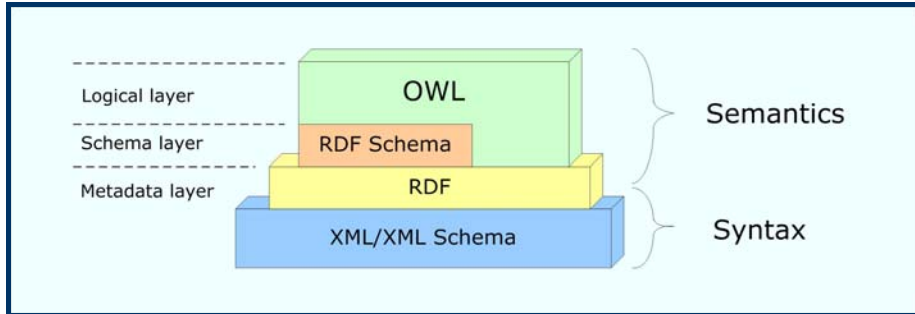 Logical layer
OWL
Semantics
Schema layer
RDF Schema
Metadata layer
RDF
XML/XML Schema
Syntax